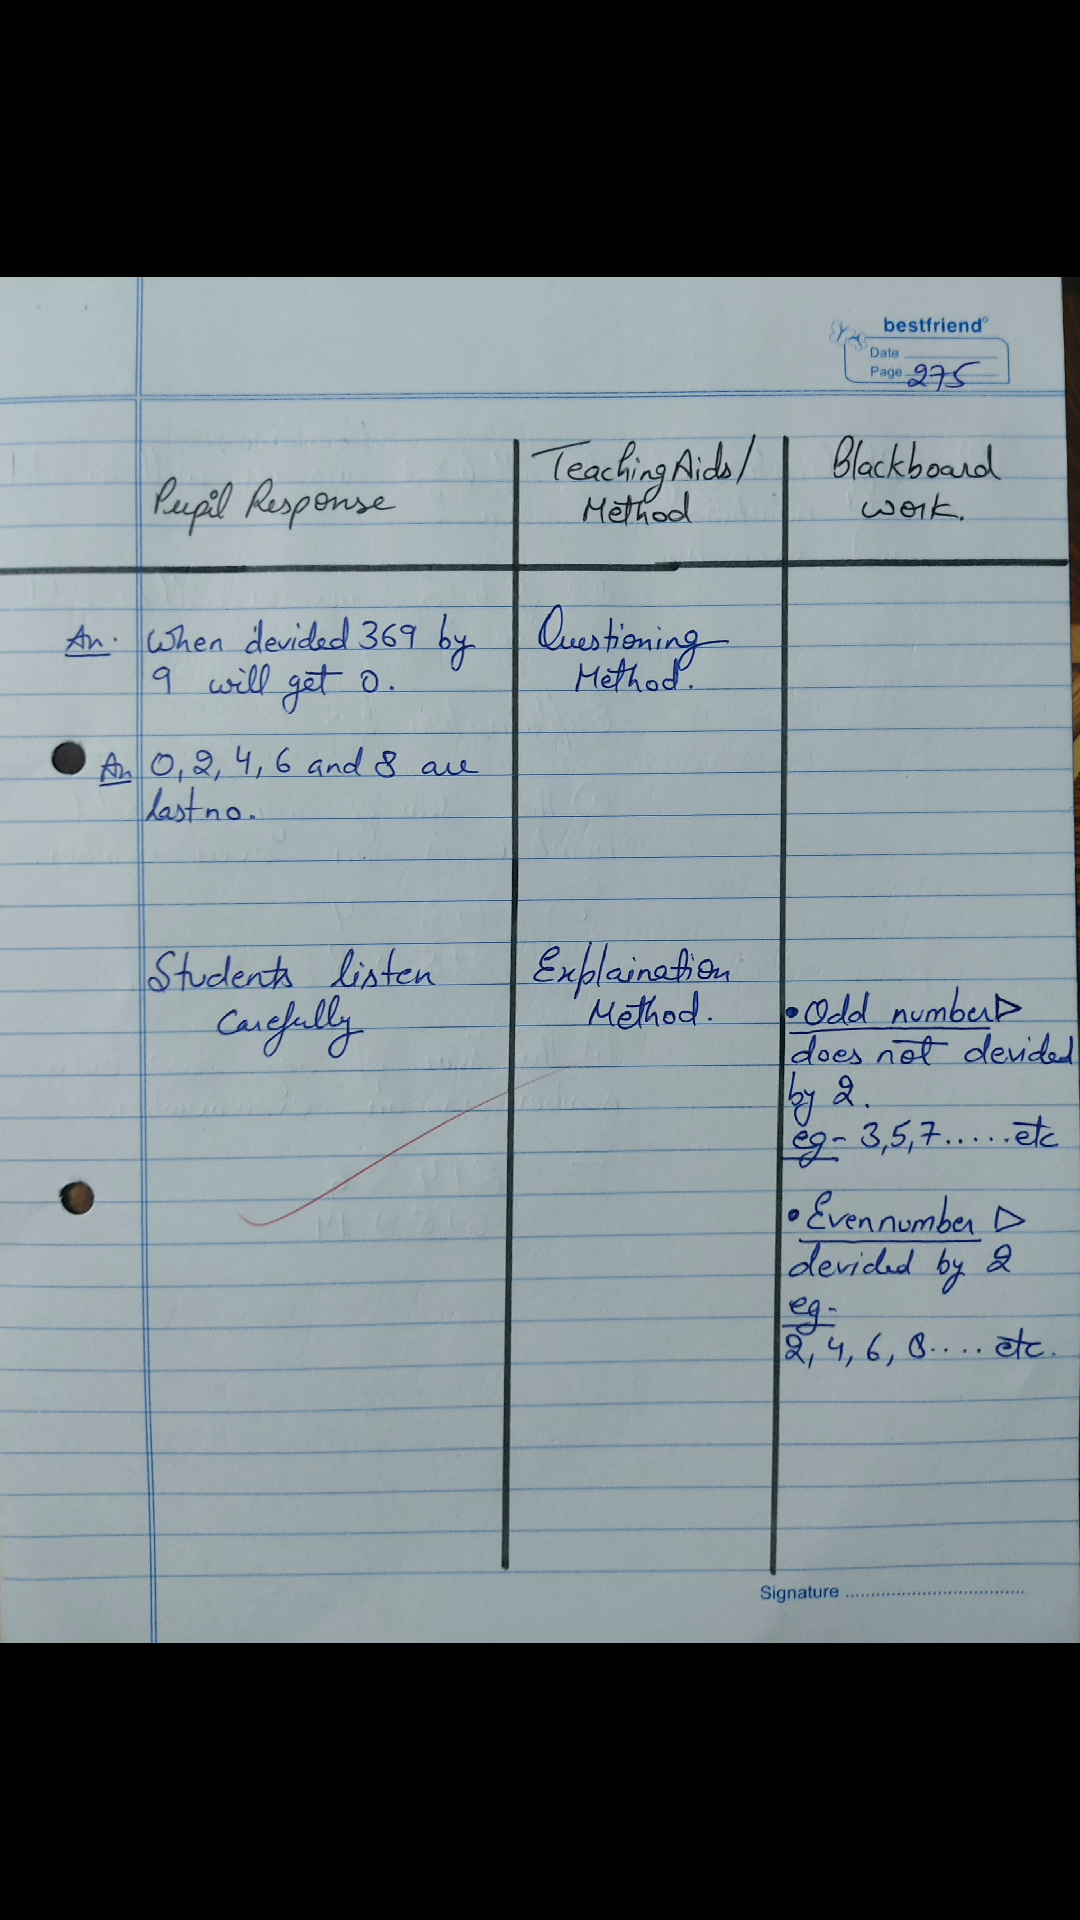 bestfriend
Date
Page 275
Pupil Response
Teaching Aids/
Method
Blackboard
work.
An. When devided 369 by
9 will get 0.
Questioning
Method.
An 0, 2, 4, 6 and 8 are
last no.
Students listen
Carefully
Explaination
Method.
• Odd number▷
does not devided
by 2.
eg- 3,5,7......etc
• Even number ▷
devided by 2
eg-
2, 4, 6, 8.... etc.
Signature